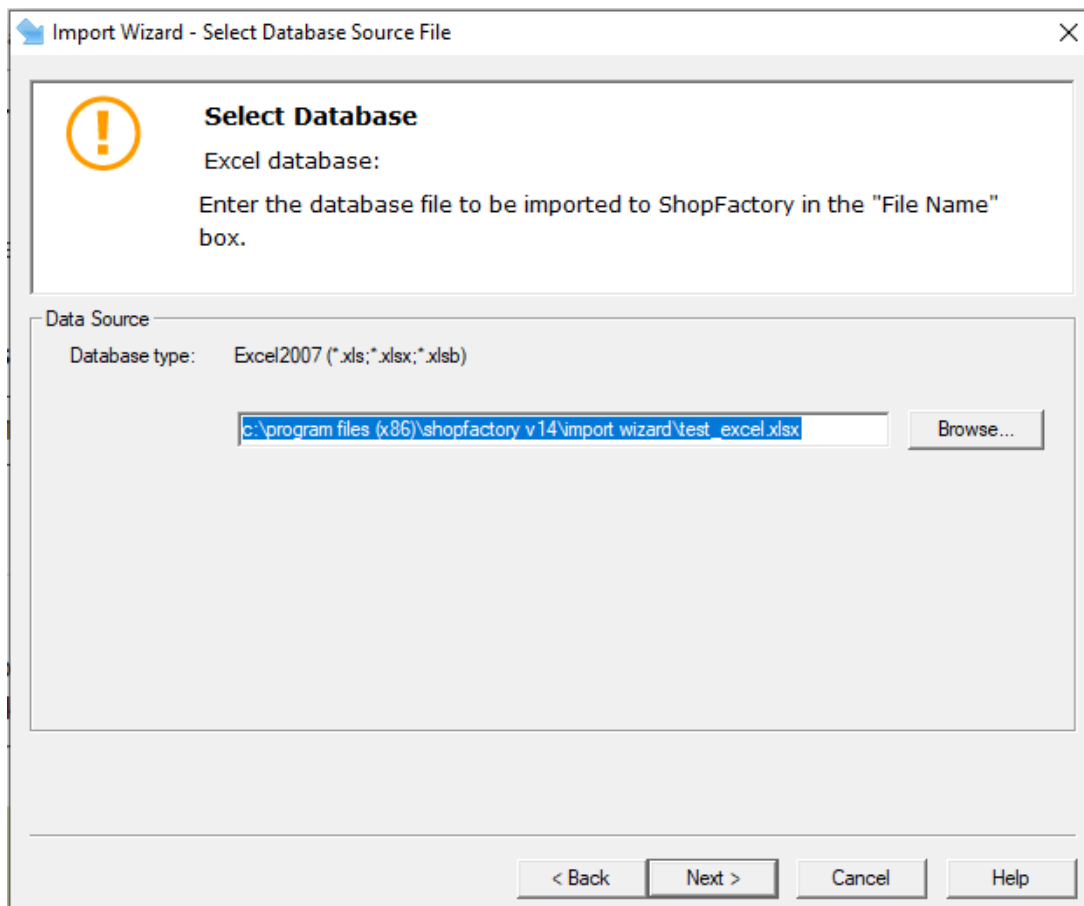 Import Wizard - Select Database Source File
Select Database
Excel database:
Enter the database file to be imported to ShopFactory in the "File Name"
box.
Data Source
Database type: Excel2007 (*.xls;*.xlsx;*.xlsb)
c:\program files (x86)\shopfactory v14\import wizard\test_excel.xlsx Browse...
< Back Next > Cancel Help